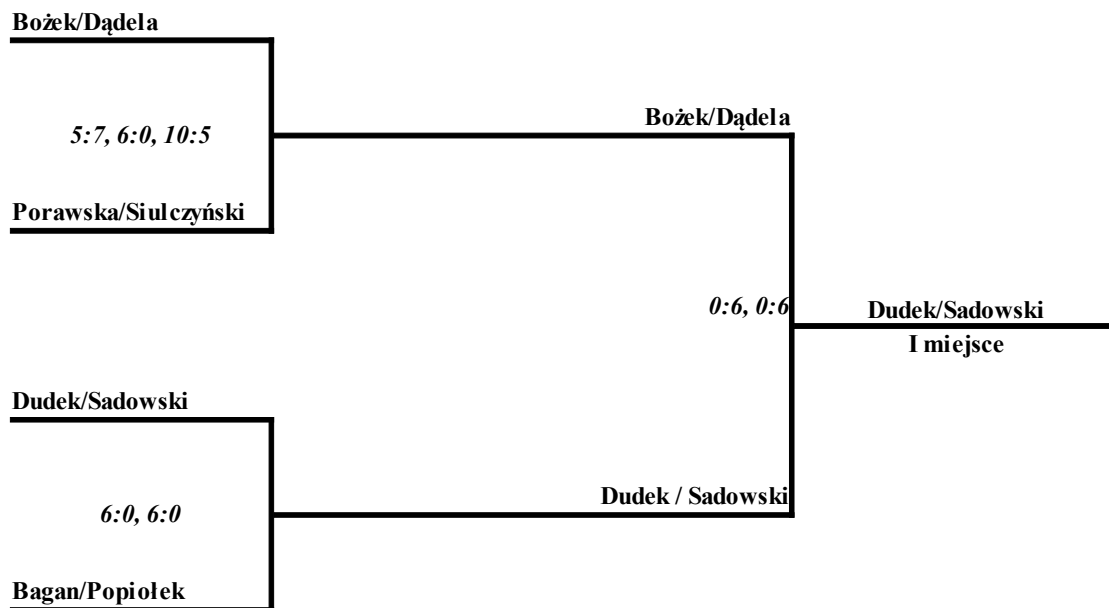 Bożek/Dądela
5:7, 6:0, 10:5
Bożek/Dądela
Porawska/Siulczyński
0:6, 0:6
Dudek/Sadowski
I miejsce
Dudek/Sadowski
6:0, 6:0
Dudek / Sadowski
Bagan/Popiołek